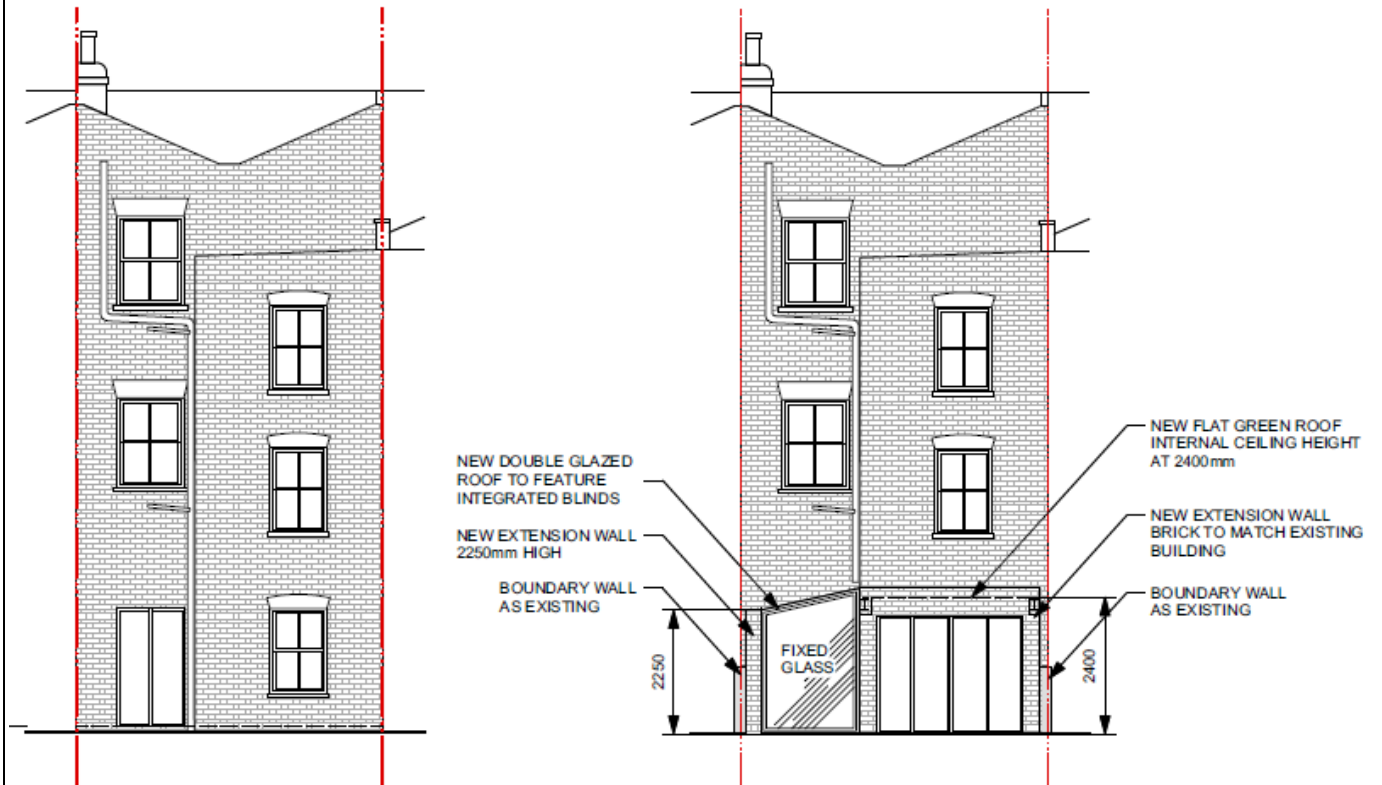 NEW DOUBLE GLAZED
ROOF TO FEATURE
INTEGRATED BLINDS
NEW EXTENSION WALL
2250mm HIGH
BOUNDARY WALL
AS EXISTING
2250
FIXED
GLASS
NEW FLAT GREEN ROOF
INTERNAL CEILING HEIGHT
AT 2400mm
NEW EXTENSION WALL
BRICK TO MATCH EXISTING
BUILDING
BOUNDARY WALL
AS EXISTING
2400